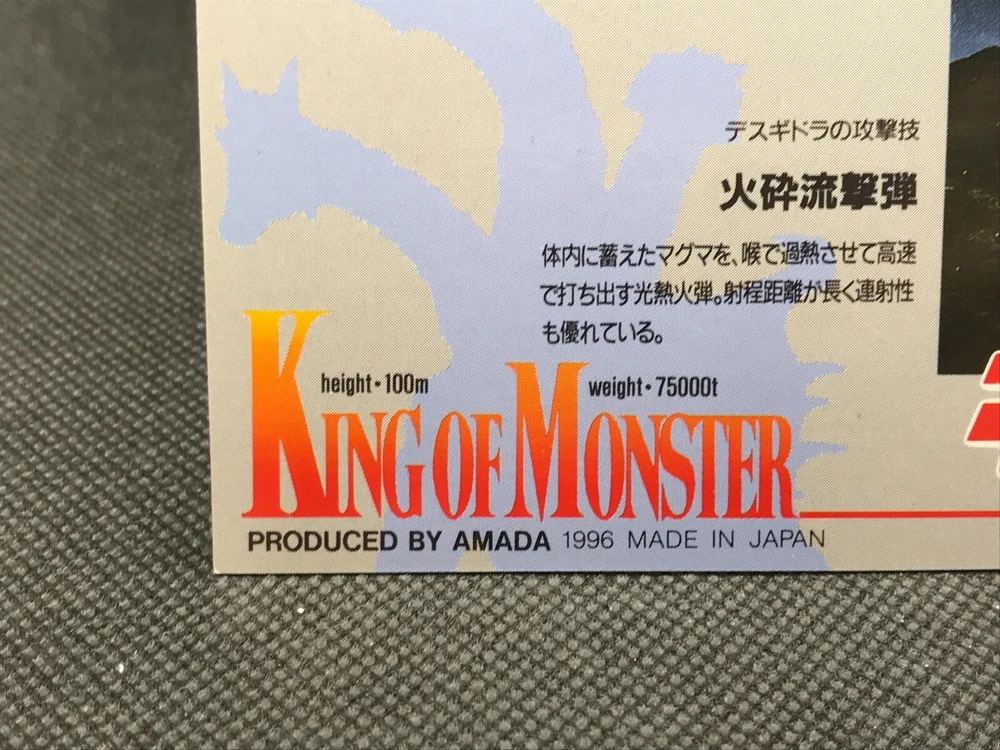 デスギドラの攻撃技
火砕流撃弾
体内に蓄えたマグマを、喉で過熱させて高速
で打ち出す光熱火弾。射程距離が長く連射性
も優れている。
height・100m
weight・75000t
KING OF MONSTER
PRODUCED BY AMADA 1996 MADE IN JAPAN